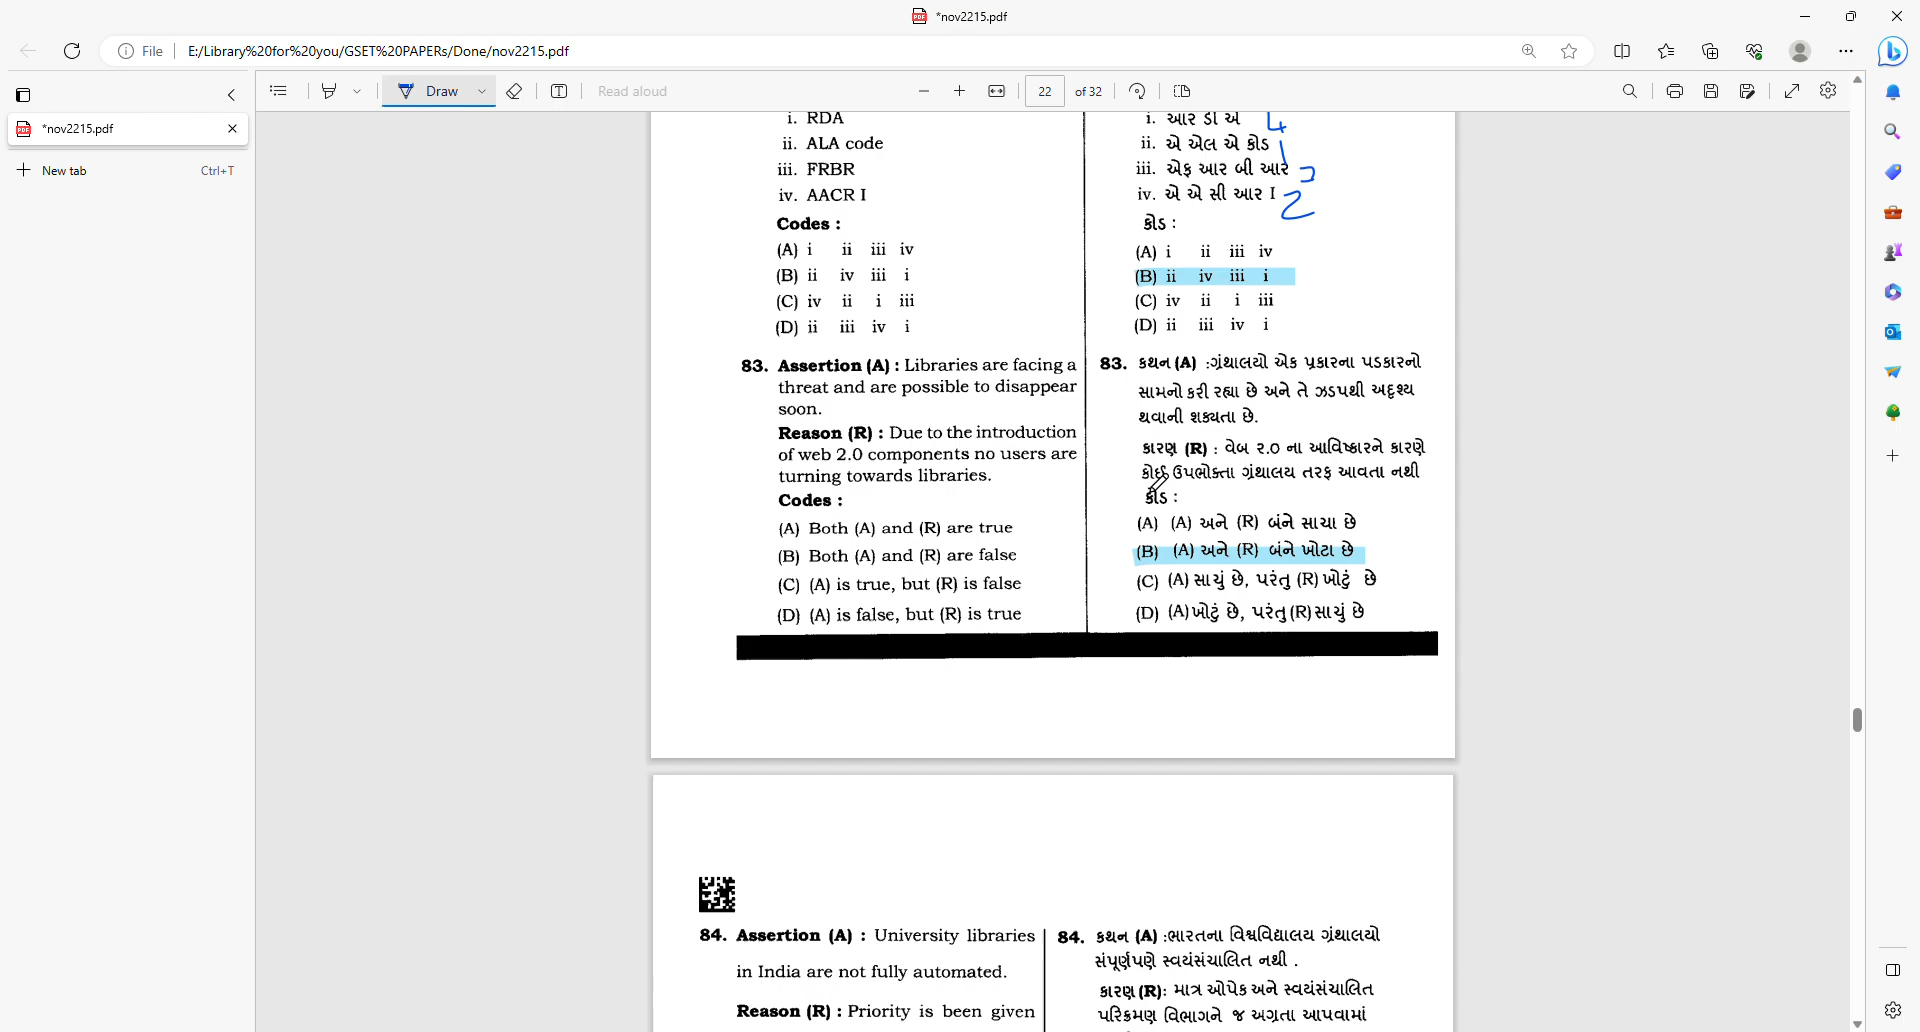 *nov2215.pdf
File
E:/Library%20for%20you/GSET%20PAPERs/Done/nov2215.pdf
*nov2215.pdf
New tab
Ctrl+T
Draw
Read aloud
22
of 32
i. RDA
ii. ALA code
iii. FRBR
iv. AACR I
Codes :
(A) i ii iii iv
(B) ii iv iii i
(C) iv ii i iii
(D) ii iii iv i
83. Assertion (A) : Libraries are facing a
threat and are possible to disappear
soon.
Reason (R) : Due to the introduction
of web 2.0 components no users are
turning towards libraries.
Codes :
(A) Both (A) and (R) are true
(B) Both (A) and (R) are false
(C) (A) is true, but (R) is false
(D) (A) is false, but (R) is true
i. આર ડી એ 4
ii. એ એલ એ કોડ 1
iii. એફ આર બી આર 3
iv. એ એ સી આર I 2
કોડ :
(A) i ii iii iv
(B) ii iv iii i
(C) iv ii i iii
(D) ii iii iv i
83. કથન (A) :ગ્રંથાલયો એક પ્રકારના પડકારનો
સામનો કરી રહ્યા છે અને તે ઝડપથી અદૃશ્ય
થવાની શક્યતા છે.
કારણ (R) : વેબ ૨.૦ ના આવિષ્કારને કારણે
કોઈ ઉપભોક્તા ગ્રંથાલય તરફ આવતા નથી
કોડ :
(A) (A) અને (R) બંને સાચા છે
(B) (A) અને (R) બંને ખોટા છે
(C) (A) સાચું છે, પરંતુ (R) ખોટું છે
(D) (A) ખોટું છે, પરંતુ (R) સાચું છે
84. Assertion (A) : University libraries
in India are not fully automated.
Reason (R) : Priority is been given
84. કથન (A) :ભારતના વિશ્વવિદ્યાલય ગ્રંથાલયો
સંપૂર્ણપણે સ્વયંસંચાલિત નથી .
કારણ (R): માત્ર ઓપેક અને સ્વયંસંચાલિત
પરિક્રમણ વિભાગને જ અગ્રતા આપવામાં